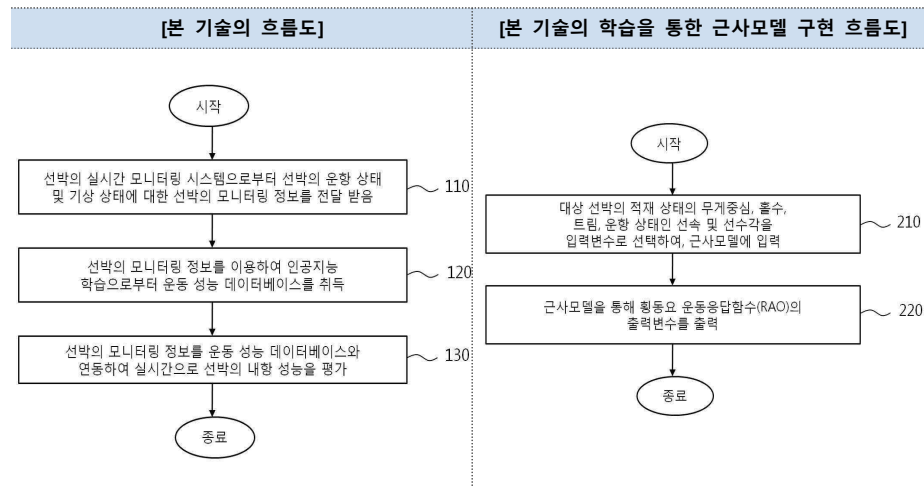 [본 기술의 흐름도]
시작
선박의 실시간 모니터링 시스템으로부터 선박의 운항 상태
및 기상 상태에 대한 선박의 모니터링 정보를 전달 받음
110
선박의 모니터링 정보를 이용하여 인공지능
학습으로부터 운동 성능 데이터베이스를 취득
120
선박의 모니터링 정보를 운동 성능 데이터베이스와
연동하여 실시간으로 선박의 내항 성능을 평가
130
종료
[본 기술의 학습을 통한 근사모델 구현 흐름도]
시작
대상 선박의 적재 상태의 무게중심, 흘수,
트림, 운항 상태인 선속 및 선수각을
입력변수로 선택하여, 근사모델에 입력
210
근사모델을 통해 횡동요 운동응답함수(RAO)의
출력변수를 출력
220
종료